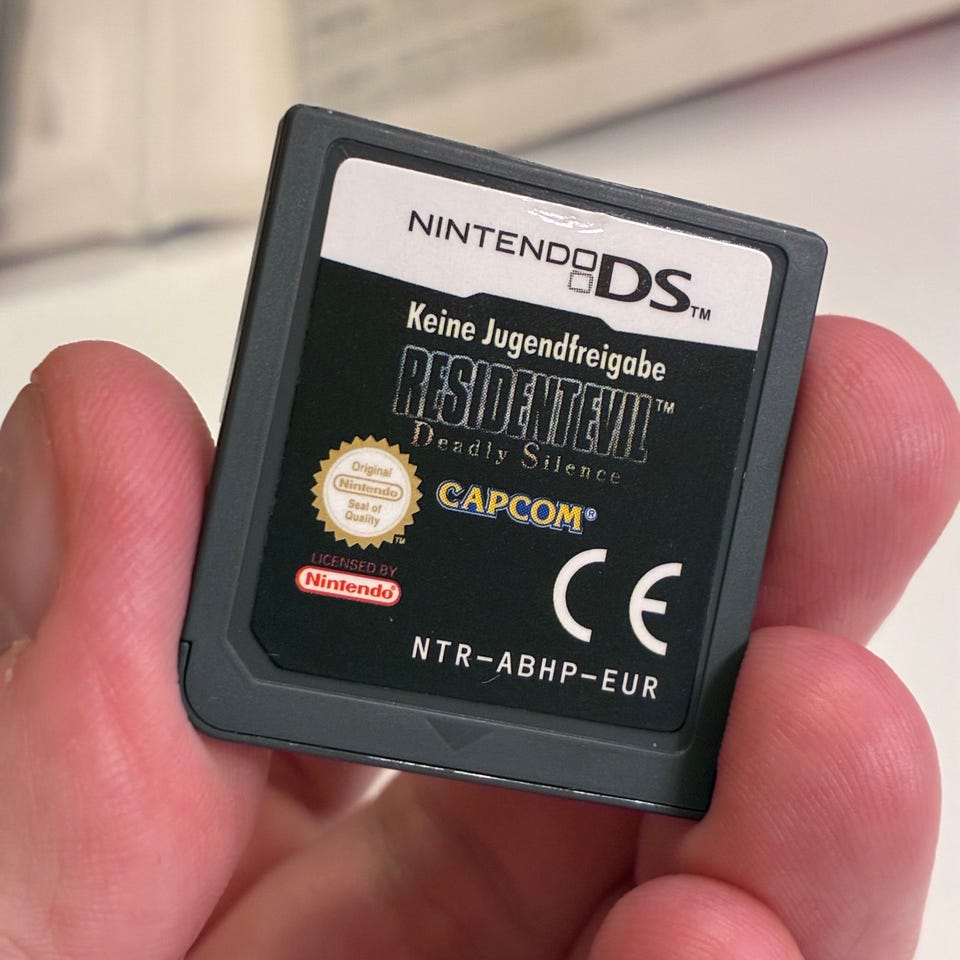 NINTENDO DS™
Keine Jugendfreigabe
RESIDENT EVIL™
Deadly Silence
Original
Nintendo
Seal of
Quality
TM
CAPCOM®
LICENSED BY
Nintendo®
CE
NTR-ABHP-EUR